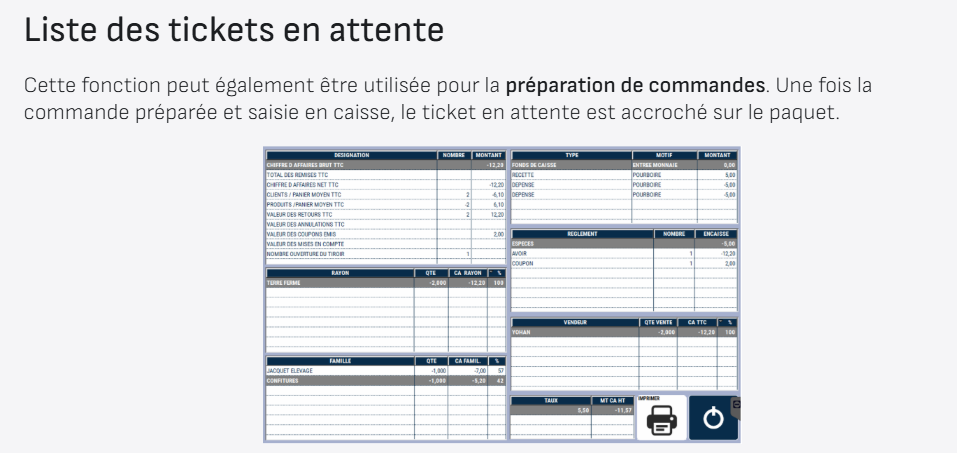 Liste des tickets en attente
Cette fonction peut également être utilisée pour la préparation de commandes. Une fois la
commande préparée et saisie en caisse, le ticket en attente est accroché sur le paquet.
DESIGNATION NOMBRE MONTANT
CHIFFRE D AFFAIRES BRUT TTC -12,20
TOTAL DES REMISES TTC
CHIFFRE D AFFAIRES NET TTC -12,20
CLIENTS / PANIER MOYEN TTC 2 -6,10
PRODUITS /PANIER MOYEN TTC -2 6,10
VALEUR DES RETOURS TTC 2 12,20
VALEUR DES ANNULATIONS TTC
VALEUR DES COUPONS EMIS 2,00
VALEUR DES MISES EN COMPTE
NOMBRE OUVERTURE DU TIROIR 1
TYPE MOTIF MONTANT
FONDS DE CAISSE ENTREE MONNAIE 0,00
RECETTE POURBOIRE 5,00
DEPENSE POURBOIRE -5,00
DEPENSE POURBOIRE -5,00
REGLEMENT NOMBRE ENCAISSE
ESPECES -5,00
AVOIR 1 -12,20
COUPON 1 2,00
RAYON QTE CA RAYON %
TERRE FERME -2,000 -12,20 100
VENDEUR QTE VENTE CA TTC %
YOHAN -2,000 -12,20 100
FAMILLE QTE CA FAMIL. %
JACQUET ELEVAGE -1,000 -7,00 57
CONFITURES -1,000 -5,20 42
TAUX MT CA HT
5,50 -11,57
IMPRIMER